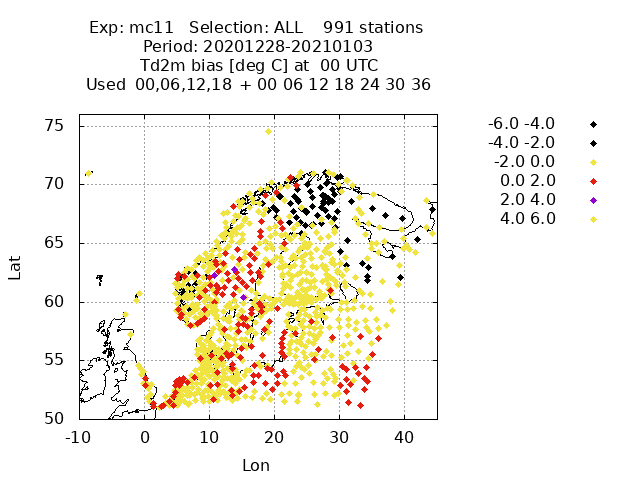 Exp: mc11 Selection: ALL 991 stations
Period: 20201228-20210103
Td2m bias [deg C] at 00 UTC
Used 00,06,12,18 + 00 06 12 18 24 30 36
-6.0 -4.0
-4.0 -2.0
-2.0 0.0
0.0 2.0
2.0 4.0
4.0 6.0
75
70
65
60
55
50
Lat
-10 0 10 20 30 40
Lon